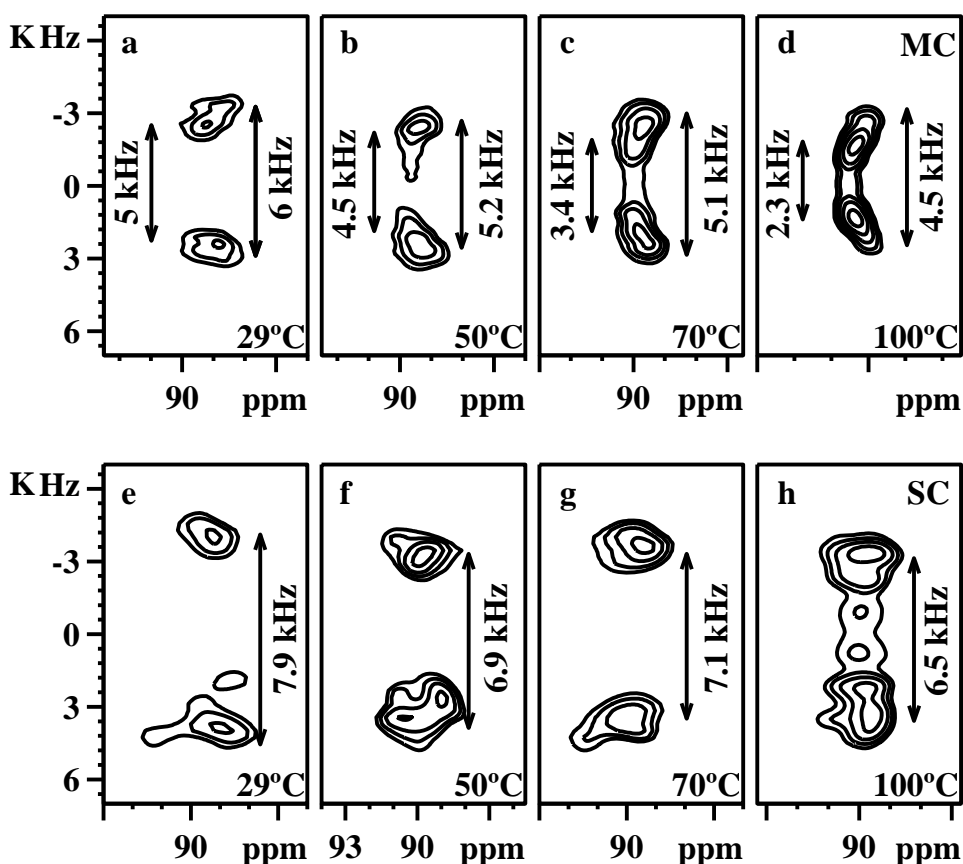 K Hz
a
b
c
d
MC
-3
0
3
6
5 kHz
6 kHz
4.5 kHz
5.2 kHz
3.4 kHz
5.1 kHz
2.3 kHz
4.5 kHz
29ºC
50ºC
70ºC
100ºC
90 ppm
90 ppm
90 ppm
ppm
K Hz
e
f
g
h
SC
-3
0
3
6
7.9 kHz
6.9 kHz
7.1 kHz
6.5 kHz
29ºC
50ºC
70ºC
100ºC
90 ppm
93 90 ppm
90 ppm
90 ppm